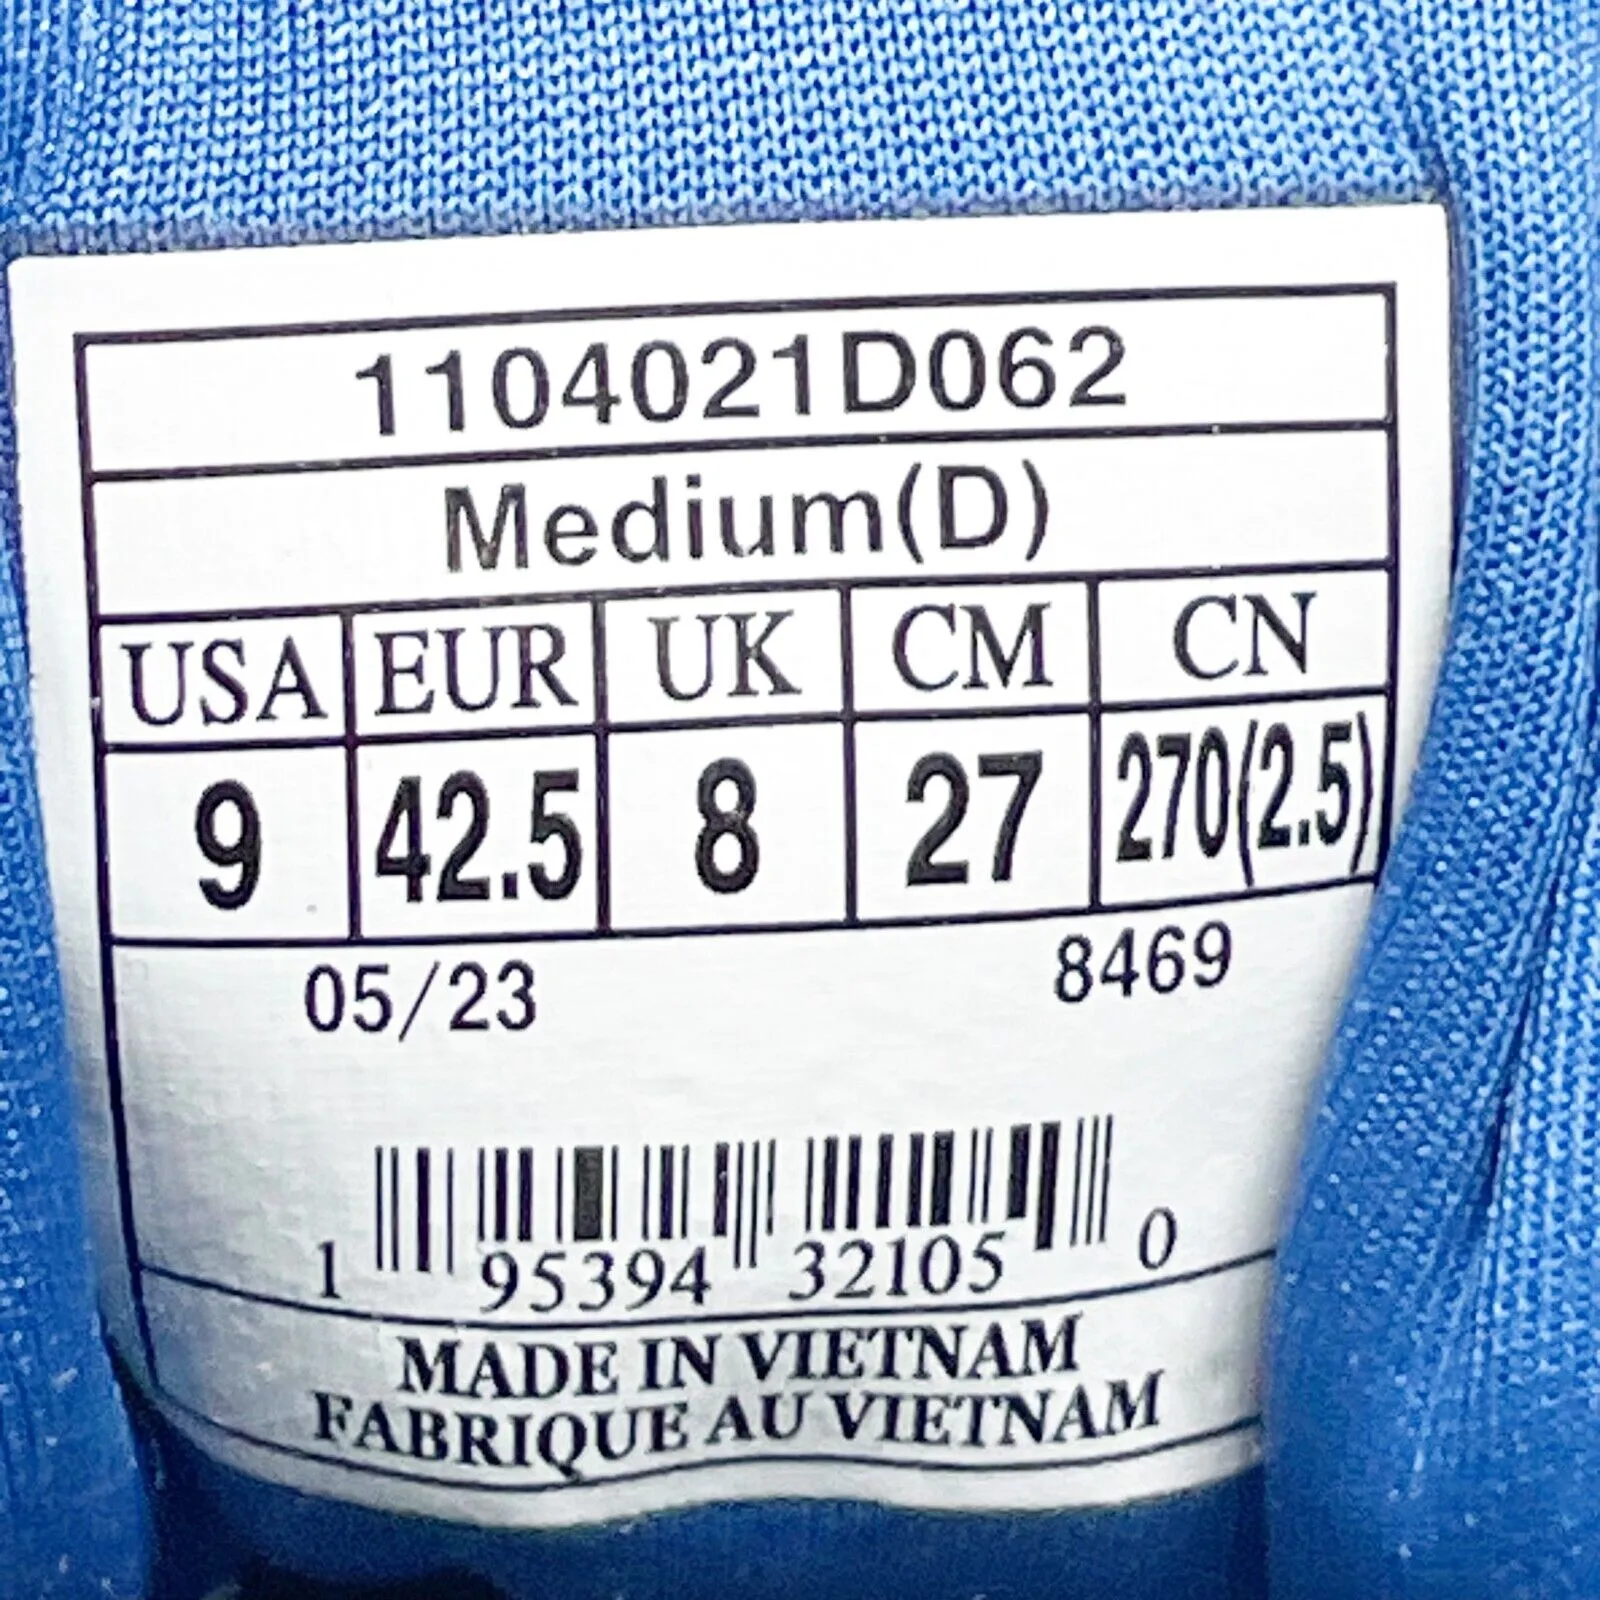 1104021D062
Medium(D)
USA EUR UK CM CN
9 42.5 8 27 270(2.5)
05/23 8469
1 95394 32105 0
MADE IN VIETNAM
FABRIQUE AU VIETNAM